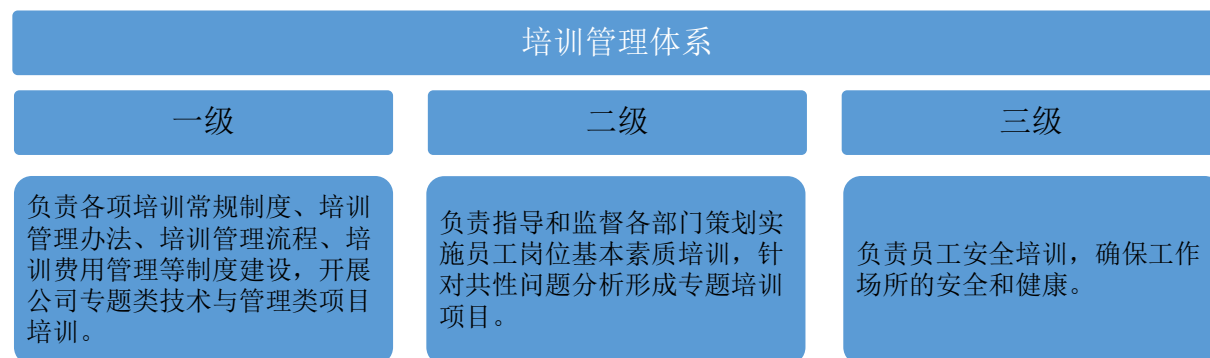 培训管理体系
一级
二级
三级
负责各项培训常规制度、培训
管理办法、培训管理流程、培
训费用管理等制度建设，开展
公司专题类技术与管理类项目
培训。
负责指导和监督各部门策划实
施员工岗位基本素质培训，针
对共性问题分析形成专题培训
项目。
负责员工安全培训，确保工作
场所的安全和健康。